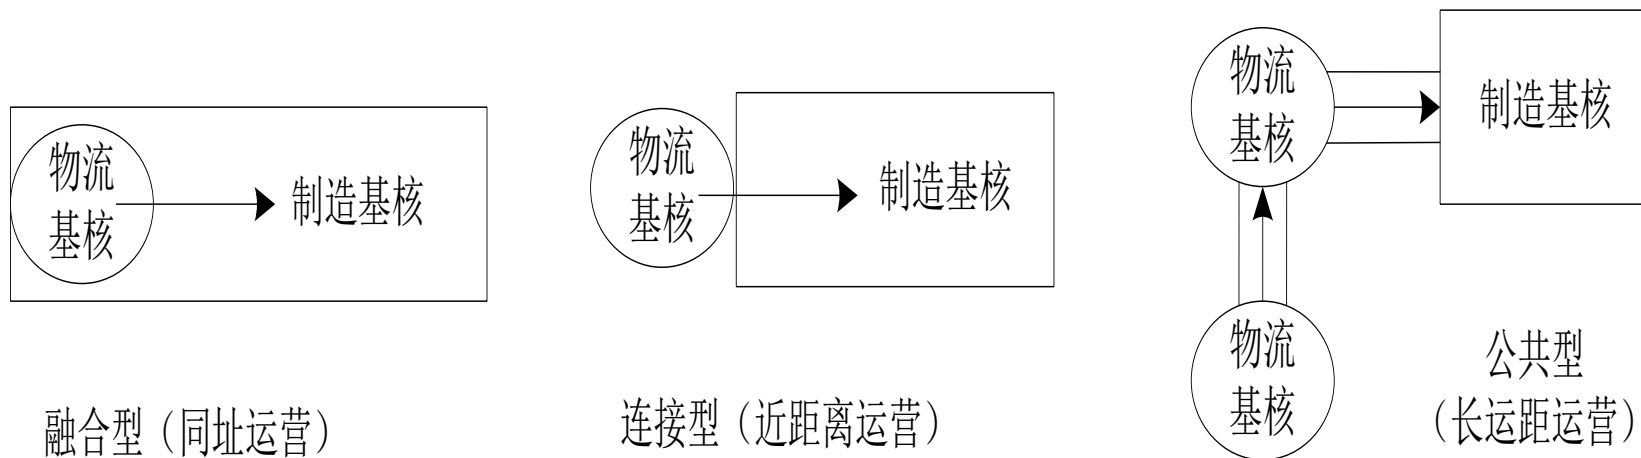 物流
基核
制造基核
融合型（同址运营）
物流
基核
制造基核
连接型（近距离运营）
物流
基核
制造基核
物流
基核
公共型
（长运距运营）